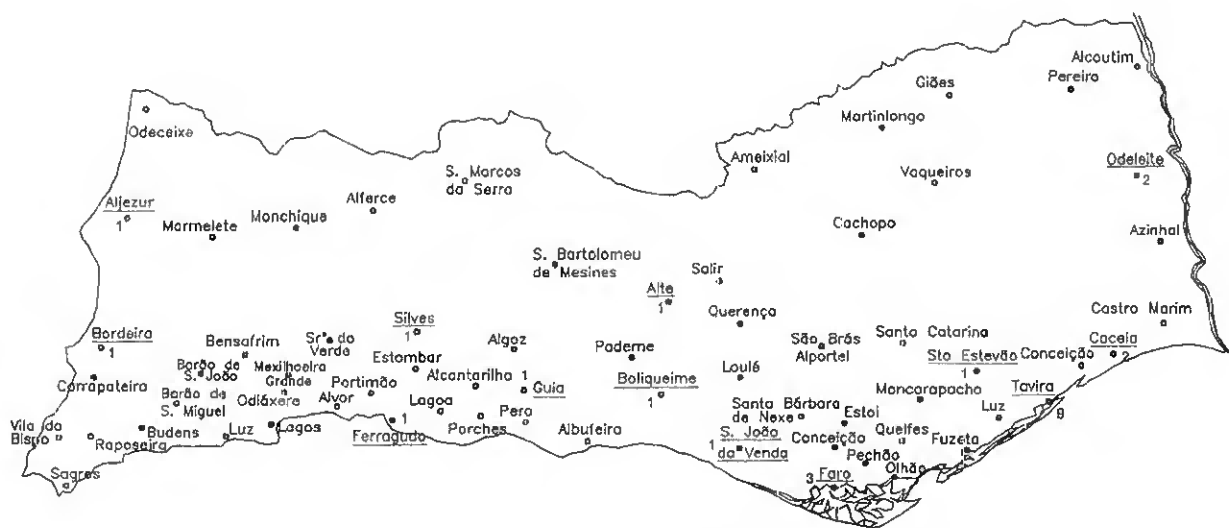 Alcoutim
Pereiro
Giões
Odeceixe
Martinlongo
Ameixial
S. Marcos
da Serra
Vaqueiros
Odeleite
2
Alferce
Aljezur
1
Monchique
Marmelete
Cachopo
Azinhal
S. Bartolomeu
de Mesines
Salir
Alte
1
Castro Marim
Querença
Silves
1
Bordeira
1
Bensafrim
Srª do
Verde
Algoz
Paderne
São Brás
Alportel
Santa Catarina
Conceição
Cacela
2
Sto Estevão
1
Estombar
Barão de
S. João
Mexilhoeira
Grande
Carrapateira
Portimão
Alcantarilha
1
Guia
Loulé
Boliqueime
1
Moncarapacho
Tavira
9
Barão de
S. Miguel
Odiáxere
Alvor
Lagoa
Porches
Pera
Santa Bárbara
de Nexe
Estoi
Luz
Vila do
Bispo
Raposeira
Budens
Luz
Lagos
1
Ferragudo
Albufeira
1
S. João
da Venda
Conceição
Quelfes
Fuzeta
1
Pechão
Olhão
Sagres
3
Faro